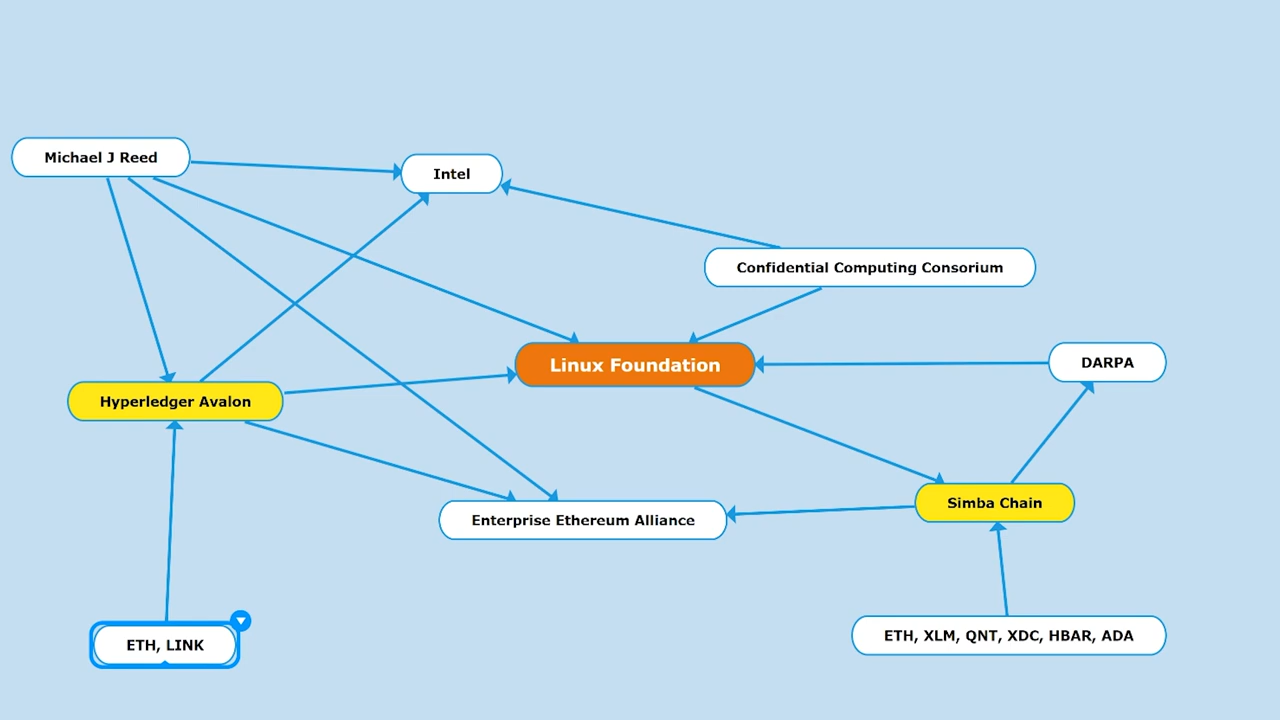 Michael J Reed
Intel
Confidential Computing Consorium
Linux Foundation
DARPA
Hyperledger Avalon
Simba Chain
Enterprise Ethereum Alliance
ETH, XLM, QNT, XDC, HBAR, ADA
ETH, LINK